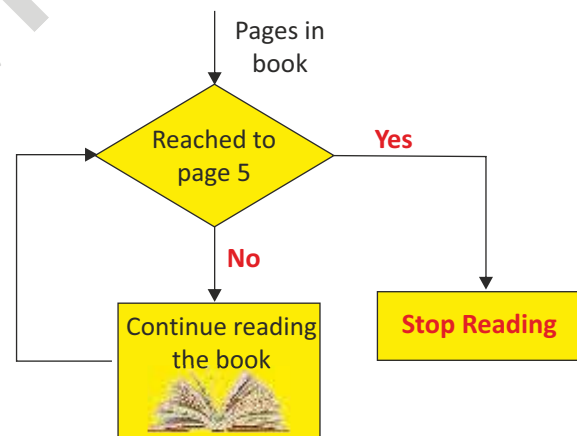 Pages in
book
Reached to
page 5
Yes
No
Continue reading
the book
Stop Reading